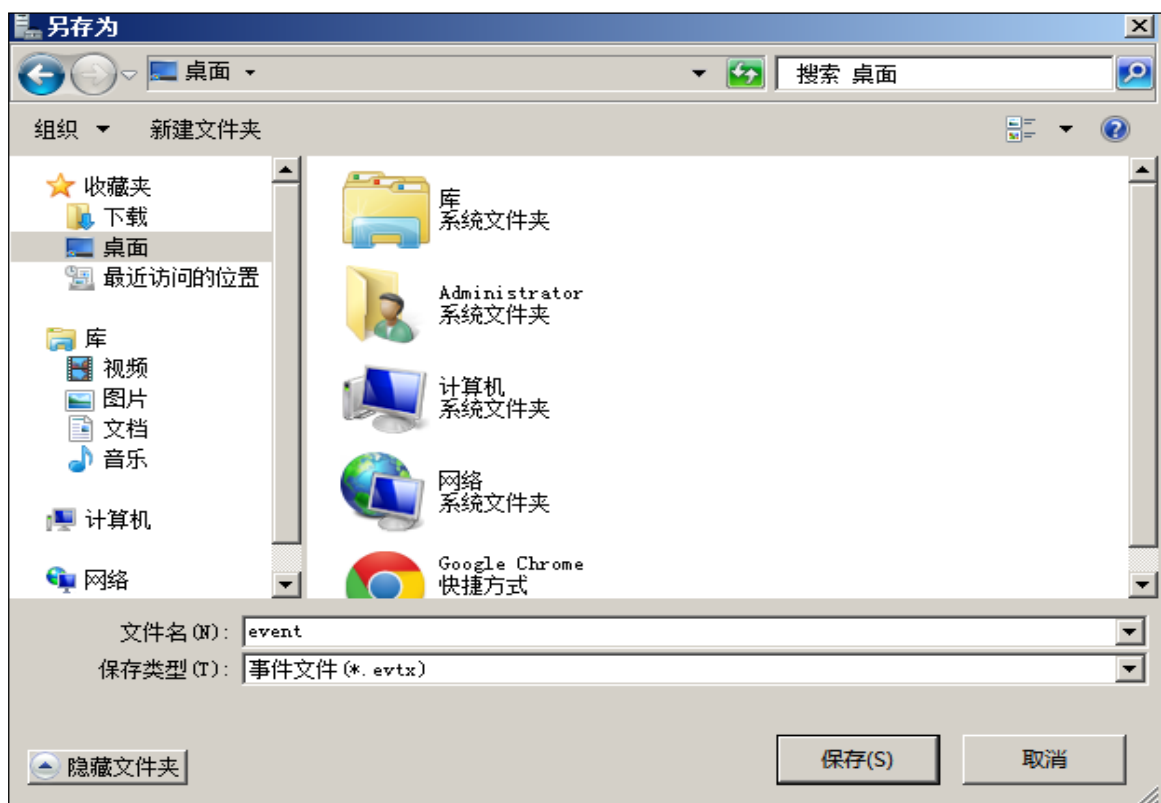 另存为
桌面
搜索 桌面
组织
新建文件夹
收藏夹
下载
桌面
最近访问的位置
库
视频
图片
文档
音乐
计算机
网络
库
系统文件夹
Administrator
系统文件夹
计算机
系统文件夹
网络
系统文件夹
Google Chrome
快捷方式
文件名(N): event
保存类型(T): 事件文件(*.evtx)
隐藏文件夹
保存(S)
取消